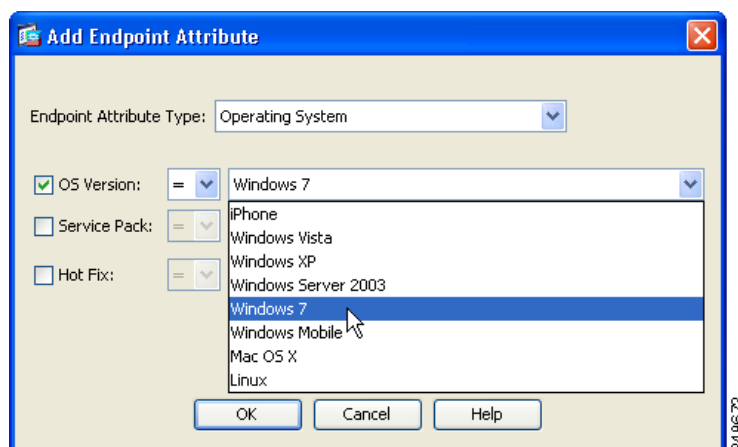 Add Endpoint Attribute
Endpoint Attribute Type: Operating System
OS Version: = Windows 7
Service Pack: =
Hot Fix: =
iPhone
Windows Vista
Windows XP
Windows Server 2003
Windows 7
Windows Mobile
Mac OS X
Linux
OK Cancel Help